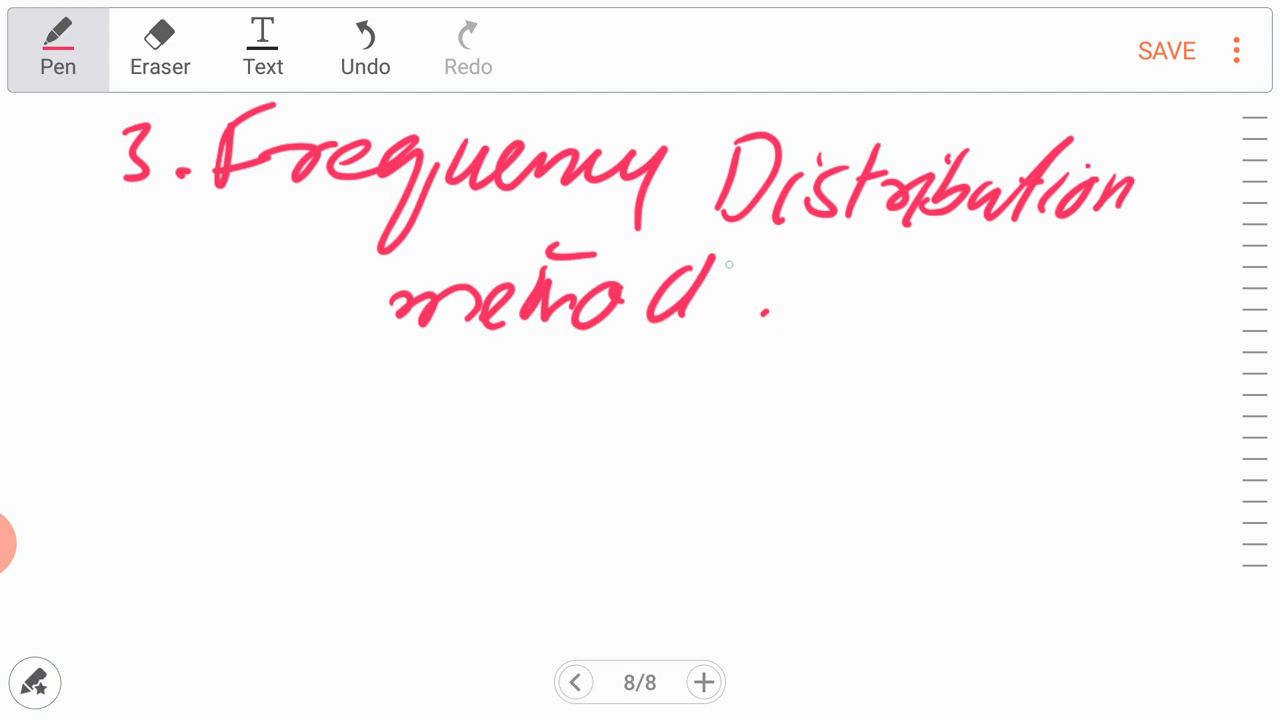 Pen Eraser Text Undo Redo SAVE
3. Frequency Distribution
method.
8/8